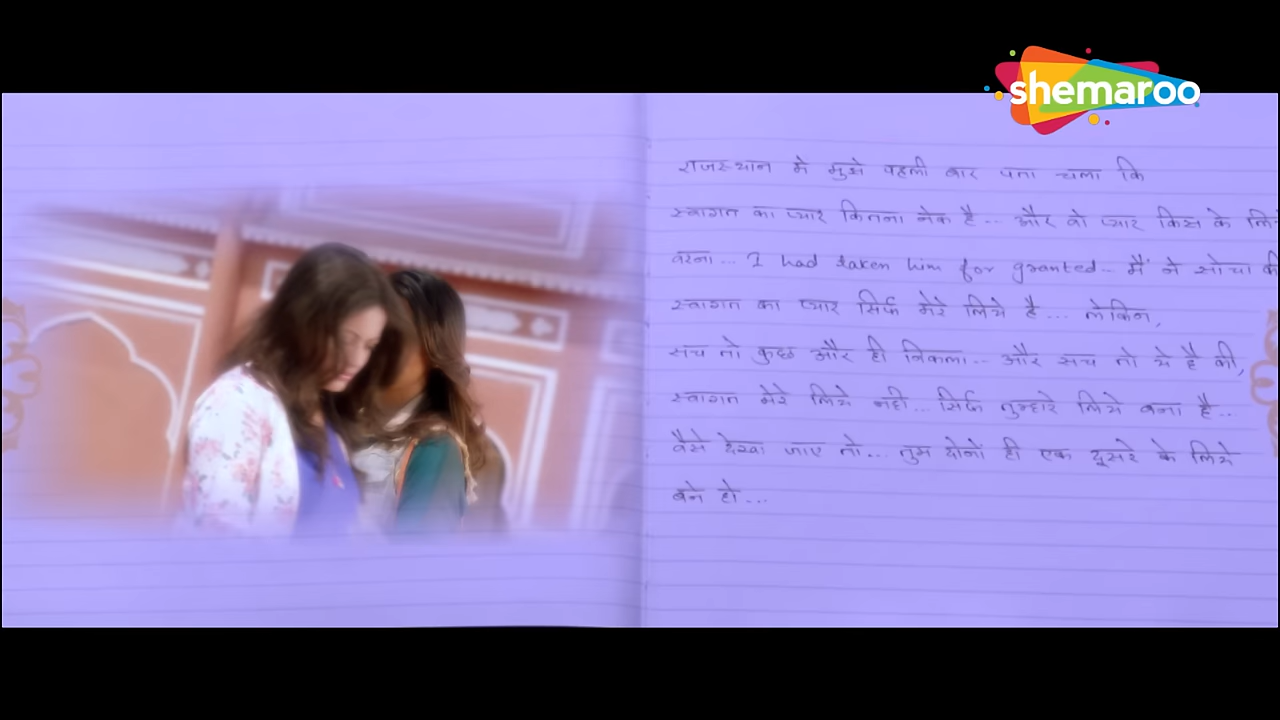 shemaroo
राजस्थान मे मुझे पहली बार पता चला कि
स्वागत का प्यार कितना नेक है... और वो प्यार किस के लि
वरना... I had taken him for granted... मैं ने सोचा की
स्वागत का प्यार सिर्फ मेरे लिये है... लेकिन,
सच तो कुछ और ही निकला... और सच तो ये है की,
स्वागत मेरे लिये नही... सिर्फ तुम्हारे लिये बना है..
वैसे देखा जाए तो... तुम दोनों ही एक दूसरे के लिये
बने हो...